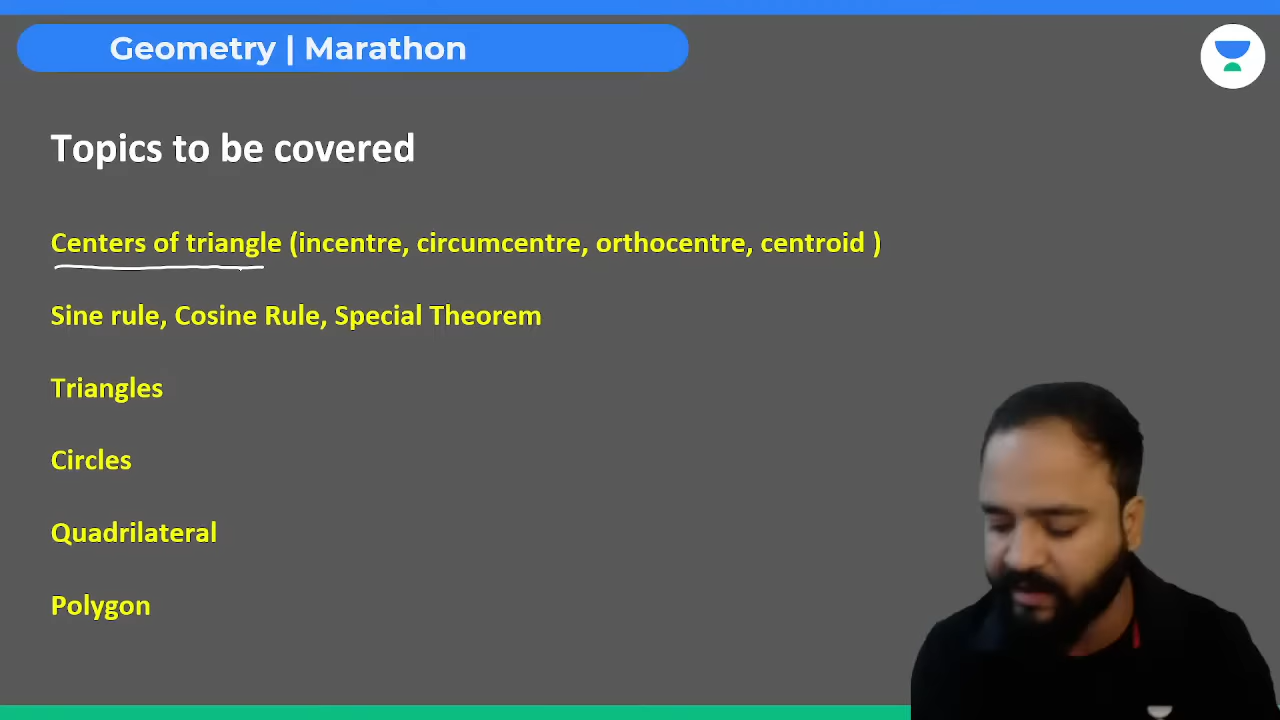 Geometry | Marathon
Topics to be covered
Centers of triangle (incentre, circumcentre, orthocentre, centroid )
Sine rule, Cosine Rule, Special Theorem
Triangles
Circles
Quadrilateral
Polygon